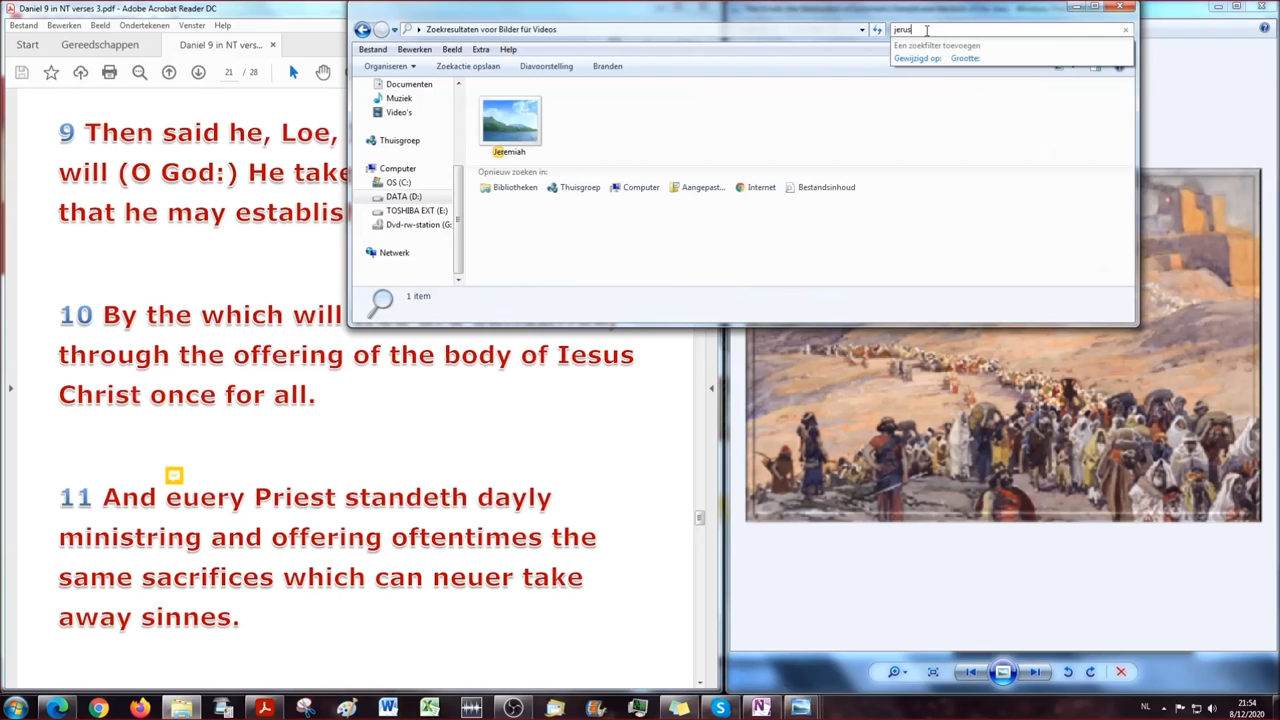 Daniel 9 in NT verses 3.pdf - Adobe Acrobat Reader DC
Bestand Bewerken Beeld Ondertekenen Venster Help
Start Gereedschappen Daniel 9 in NT vers... ×
21 / 28
9 Then said he, Loe,
will (O God:) He take
that he may establis
10 By the which will
through the offering of the body of Iesus
Christ once for all.
11 And euery Priest standeth dayly
ministring and offering oftentimes the
same sacrifices which can neuer take
away sinnes.
Zoekresultaten voor Bilder für Videos
jerus
Een zoekfilter toevoegen
Gewijzigd op: Grootte:
Bestand Bewerken Beeld Extra Help
Organiseren Zoekactie opslaan Diavoorstelling Branden
Documenten
Muziek
Video's
Thuisgroep
Computer
OS (C:)
DATA (D:)
TOSHIBA EXT (E:)
Dvd-rw-station (G:
Netwerk
Jeremiah
Opnieuw zoeken in:
Bibliotheken Thuisgroep Computer Aangepast... Internet Bestandsinhoud
1 item
NL
21:54
8/12/2020